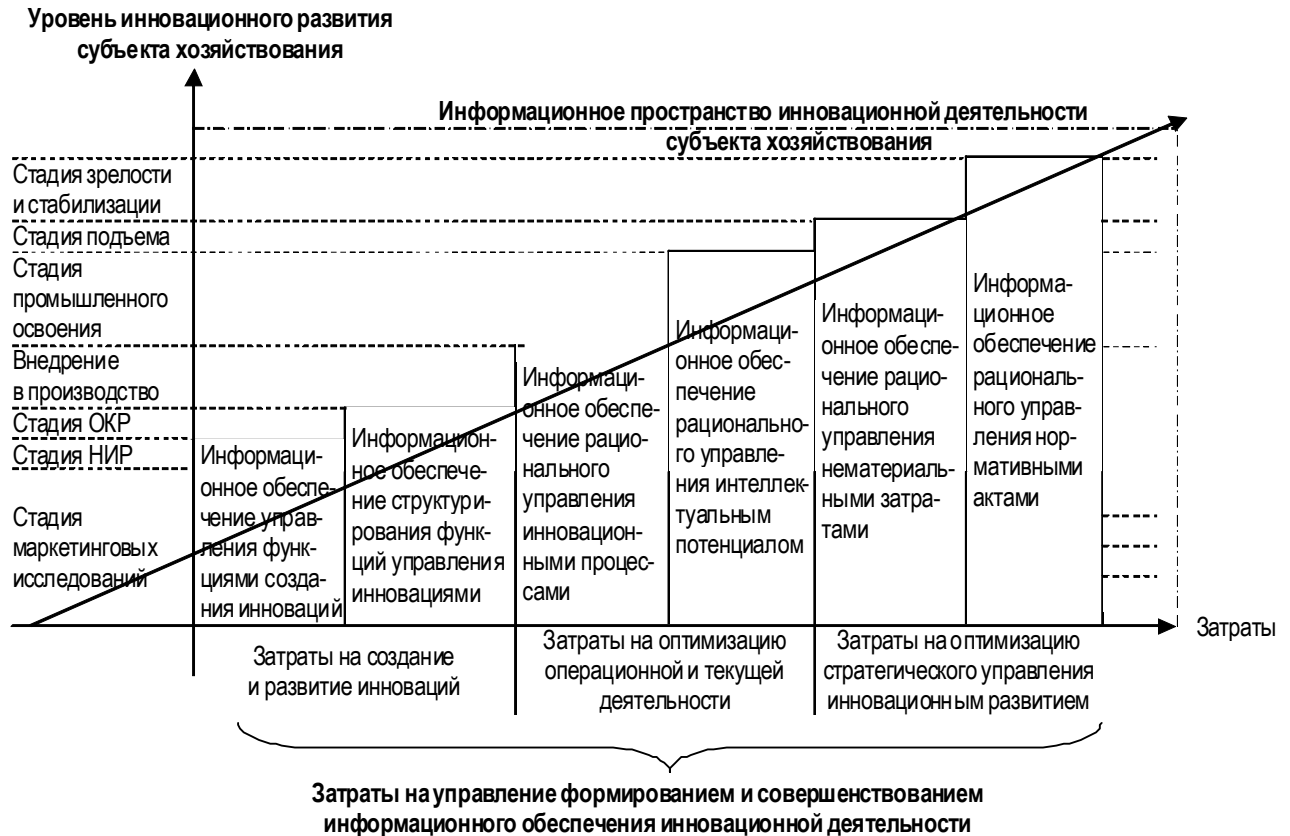 Уровень инновационного развития
субъекта хозяйствования
Информационное пространство инновационной деятельности
субъекта хозяйствования
Стадия зрелости
и стабилизации
Стадия подъема
Стадия
промышленного
освоения
Внедрение
в производство
Стадия ОКР
Стадия НИР
Стадия
маркетинговых
исследований
Информаци-
онное обеспе-
чение управ-
ления функ-
циями созда-
ния инноваций
Информацион-
ное обеспече-
ние структури-
рования функ-
ций управления
инновациями
Информаци-
онное обеспе-
чение рацио-
нального
управления
инновацион-
ными процес-
сами
Информаци-
онное обес-
печение
рационально-
го управле-
ния интеллек-
туальным
потенциалом
Информаци-
онное обеспе-
чение рацио-
нального
управления
нематериаль-
ными затра-
тами
Информа-
ционное
обеспечение
рациональ-
ного управ-
ления нор-
мативными
актами
Затраты
Затраты на создание
и развитие инноваций
Затраты на оптимизацию
операционной и текущей
деятельности
Затраты на оптимизацию
стратегического управления
инновационным развитием
Затраты на управление формированием и совершенствованием
информационного обеспечения инновационной деятельности